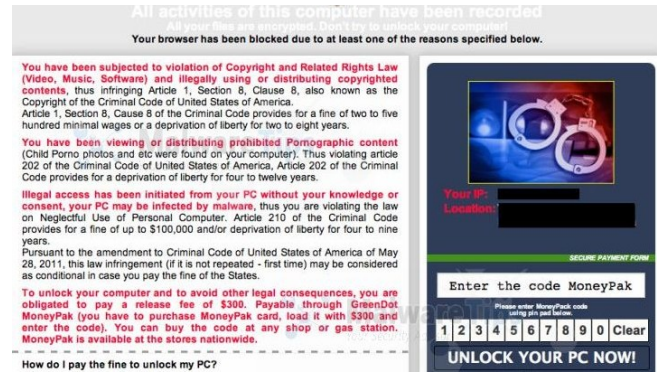 All activities of this computer have been recorded
All your files are encrypted. Don't try to unlock your computer!
Your browser has been blocked due to at least one of the reasons specified below.
You have been subjected to violation of Copyright and Related Rights Law
(Video, Music, Software) and illegally using or distributing copyrighted
contents, thus infringing Article 1, Section 8, Clause 8, also known as the
Copyright of the Criminal Code of United States of America.
Article 1, Section 8, Cause 8 of the Criminal Code provides for a fine of two to five
hundred minimal wages or a deprivation of liberty for two to eight years.
You have been viewing or distributing prohibited Pornographic content
(Child Porno photos and etc were found on your computer). Thus violating article
202 of the Criminal Code of United States of America, Article 202 of the Criminal
Code provides for a deprivation of liberty for four to twelve years.
Illegal access has been initiated from your PC without your knowledge or
consent, your PC may be infected by malware, thus you are violating the law
on Neglectful Use of Personal Computer. Article 210 of the Criminal Code
provides for a fine of up to $100,000 and/or deprivation of liberty for four to nine
years.
Pursuant to the amendment to Criminal Code of United States of America of May
28, 2011, this law infringement (if it is not repeated - first time) may be considered
as conditional in case you pay the fine of the States.
To unlock your computer and to avoid other legal consequences, you are
obligated to pay a release fee of $300. Payable through GreenDot
MoneyPak (you have to purchase MoneyPak card, load it with $300 and
enter the code). You can buy the code at any shop or gas station.
MoneyPak is available at the stores nationwide.
How do I pay the fine to unlock my PC?
Your IP:
Location:
SECURE PAYMENT FORM
Enter the code MoneyPak
Please enter MoneyPack code
using pin pad below.
1 2 3 4 5 6 7 8 9 0 Clear
UNLOCK YOUR PC NOW!